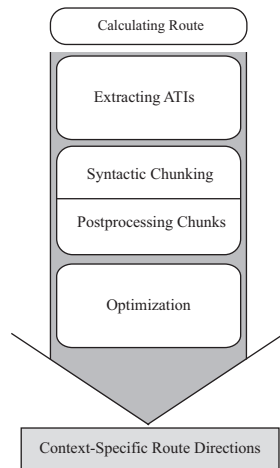 Calculating Route
Extracting ATIs
Syntactic Chunking
Postprocessing Chunks
Optimization
Context-Specific Route Directions